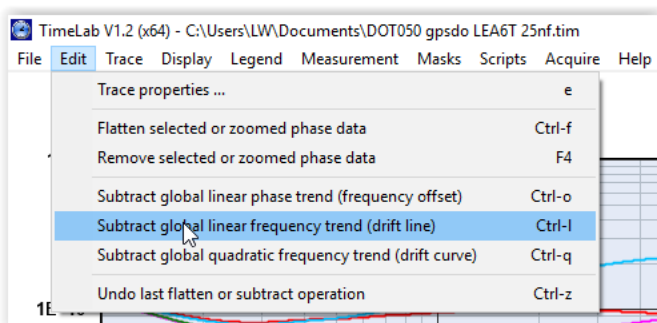 TimeLab V1.2 (x64) - C:\Users\LW\Documents\DOT050 gpsdo LEA6T 25nf.tim
File Edit Trace Display Legend Measurement Masks Scripts Acquire Help
Trace properties ... e
Flatten selected or zoomed phase data Ctrl-f
Remove selected or zoomed phase data F4
Subtract global linear phase trend (frequency offset) Ctrl-o
Subtract global linear frequency trend (drift line) Ctrl-l
Subtract global quadratic frequency trend (drift curve) Ctrl-q
Undo last flatten or subtract operation Ctrl-z